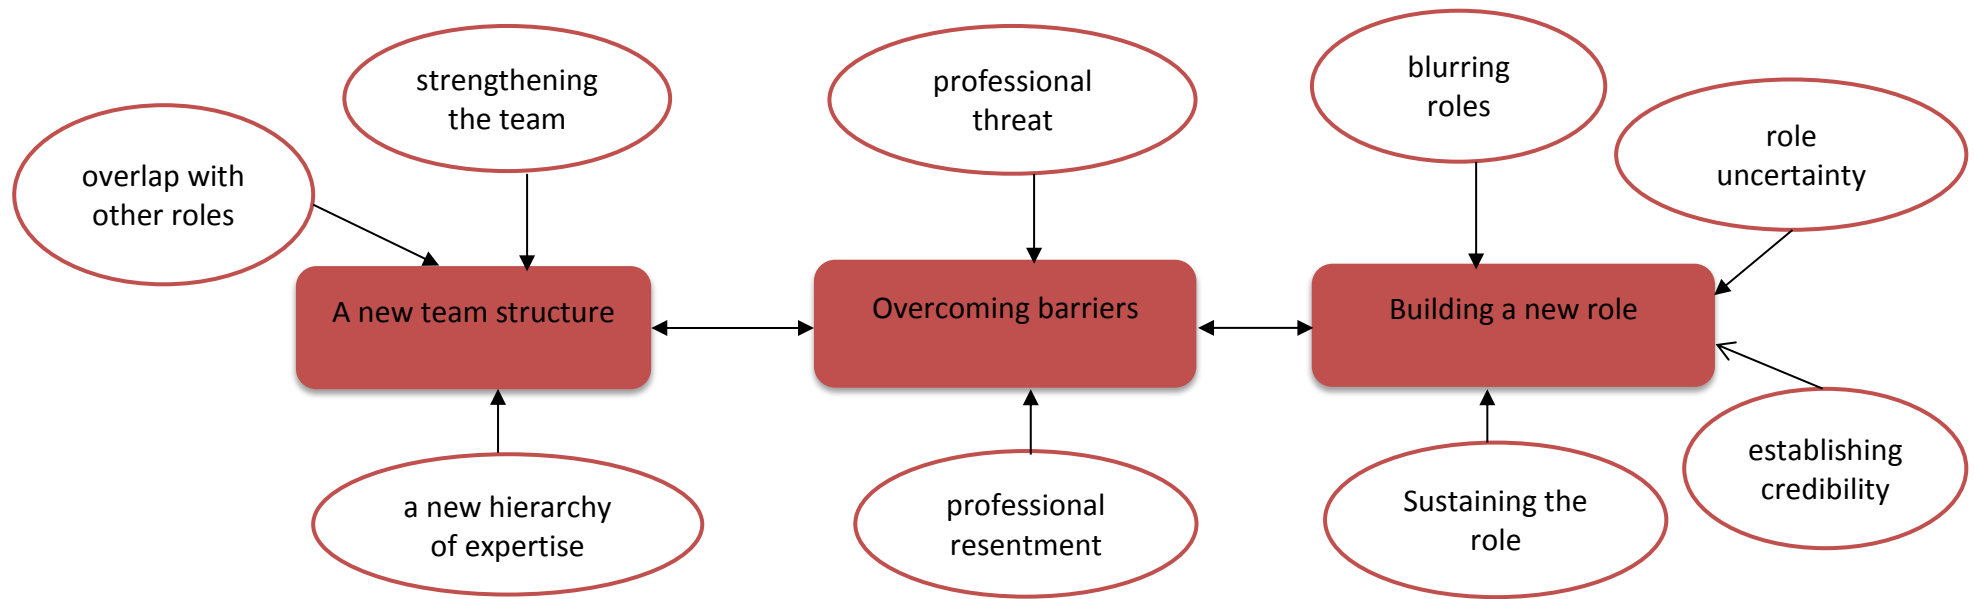 strengthening
the team
professional
threat
blurring
roles
role
uncertainty
overlap with
other roles
A new team structure
Overcoming barriers
Building a new role
a new hierarchy
of expertise
professional
resentment
Sustaining the
role
establishing
credibility